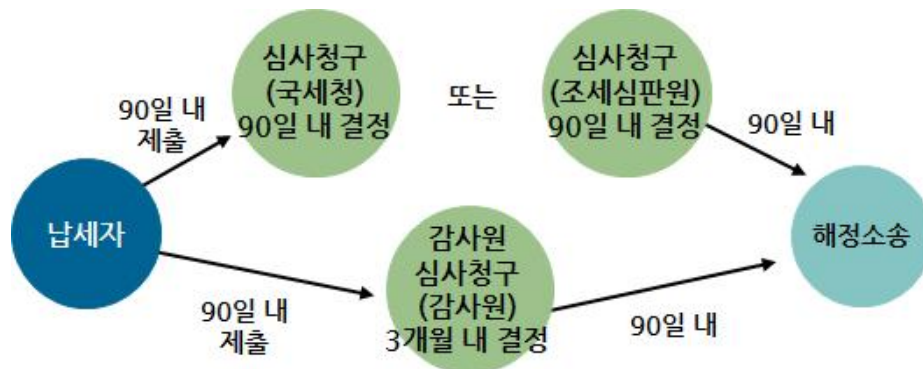 납세자
90일 내
제출
심사청구
(국세청)
90일 내 결정
또는
심사청구
(조세심판원)
90일 내 결정
90일 내
90일 내
제출
감사원
심사청구
(감사원)
3개월 내 결정
90일 내
해정소송